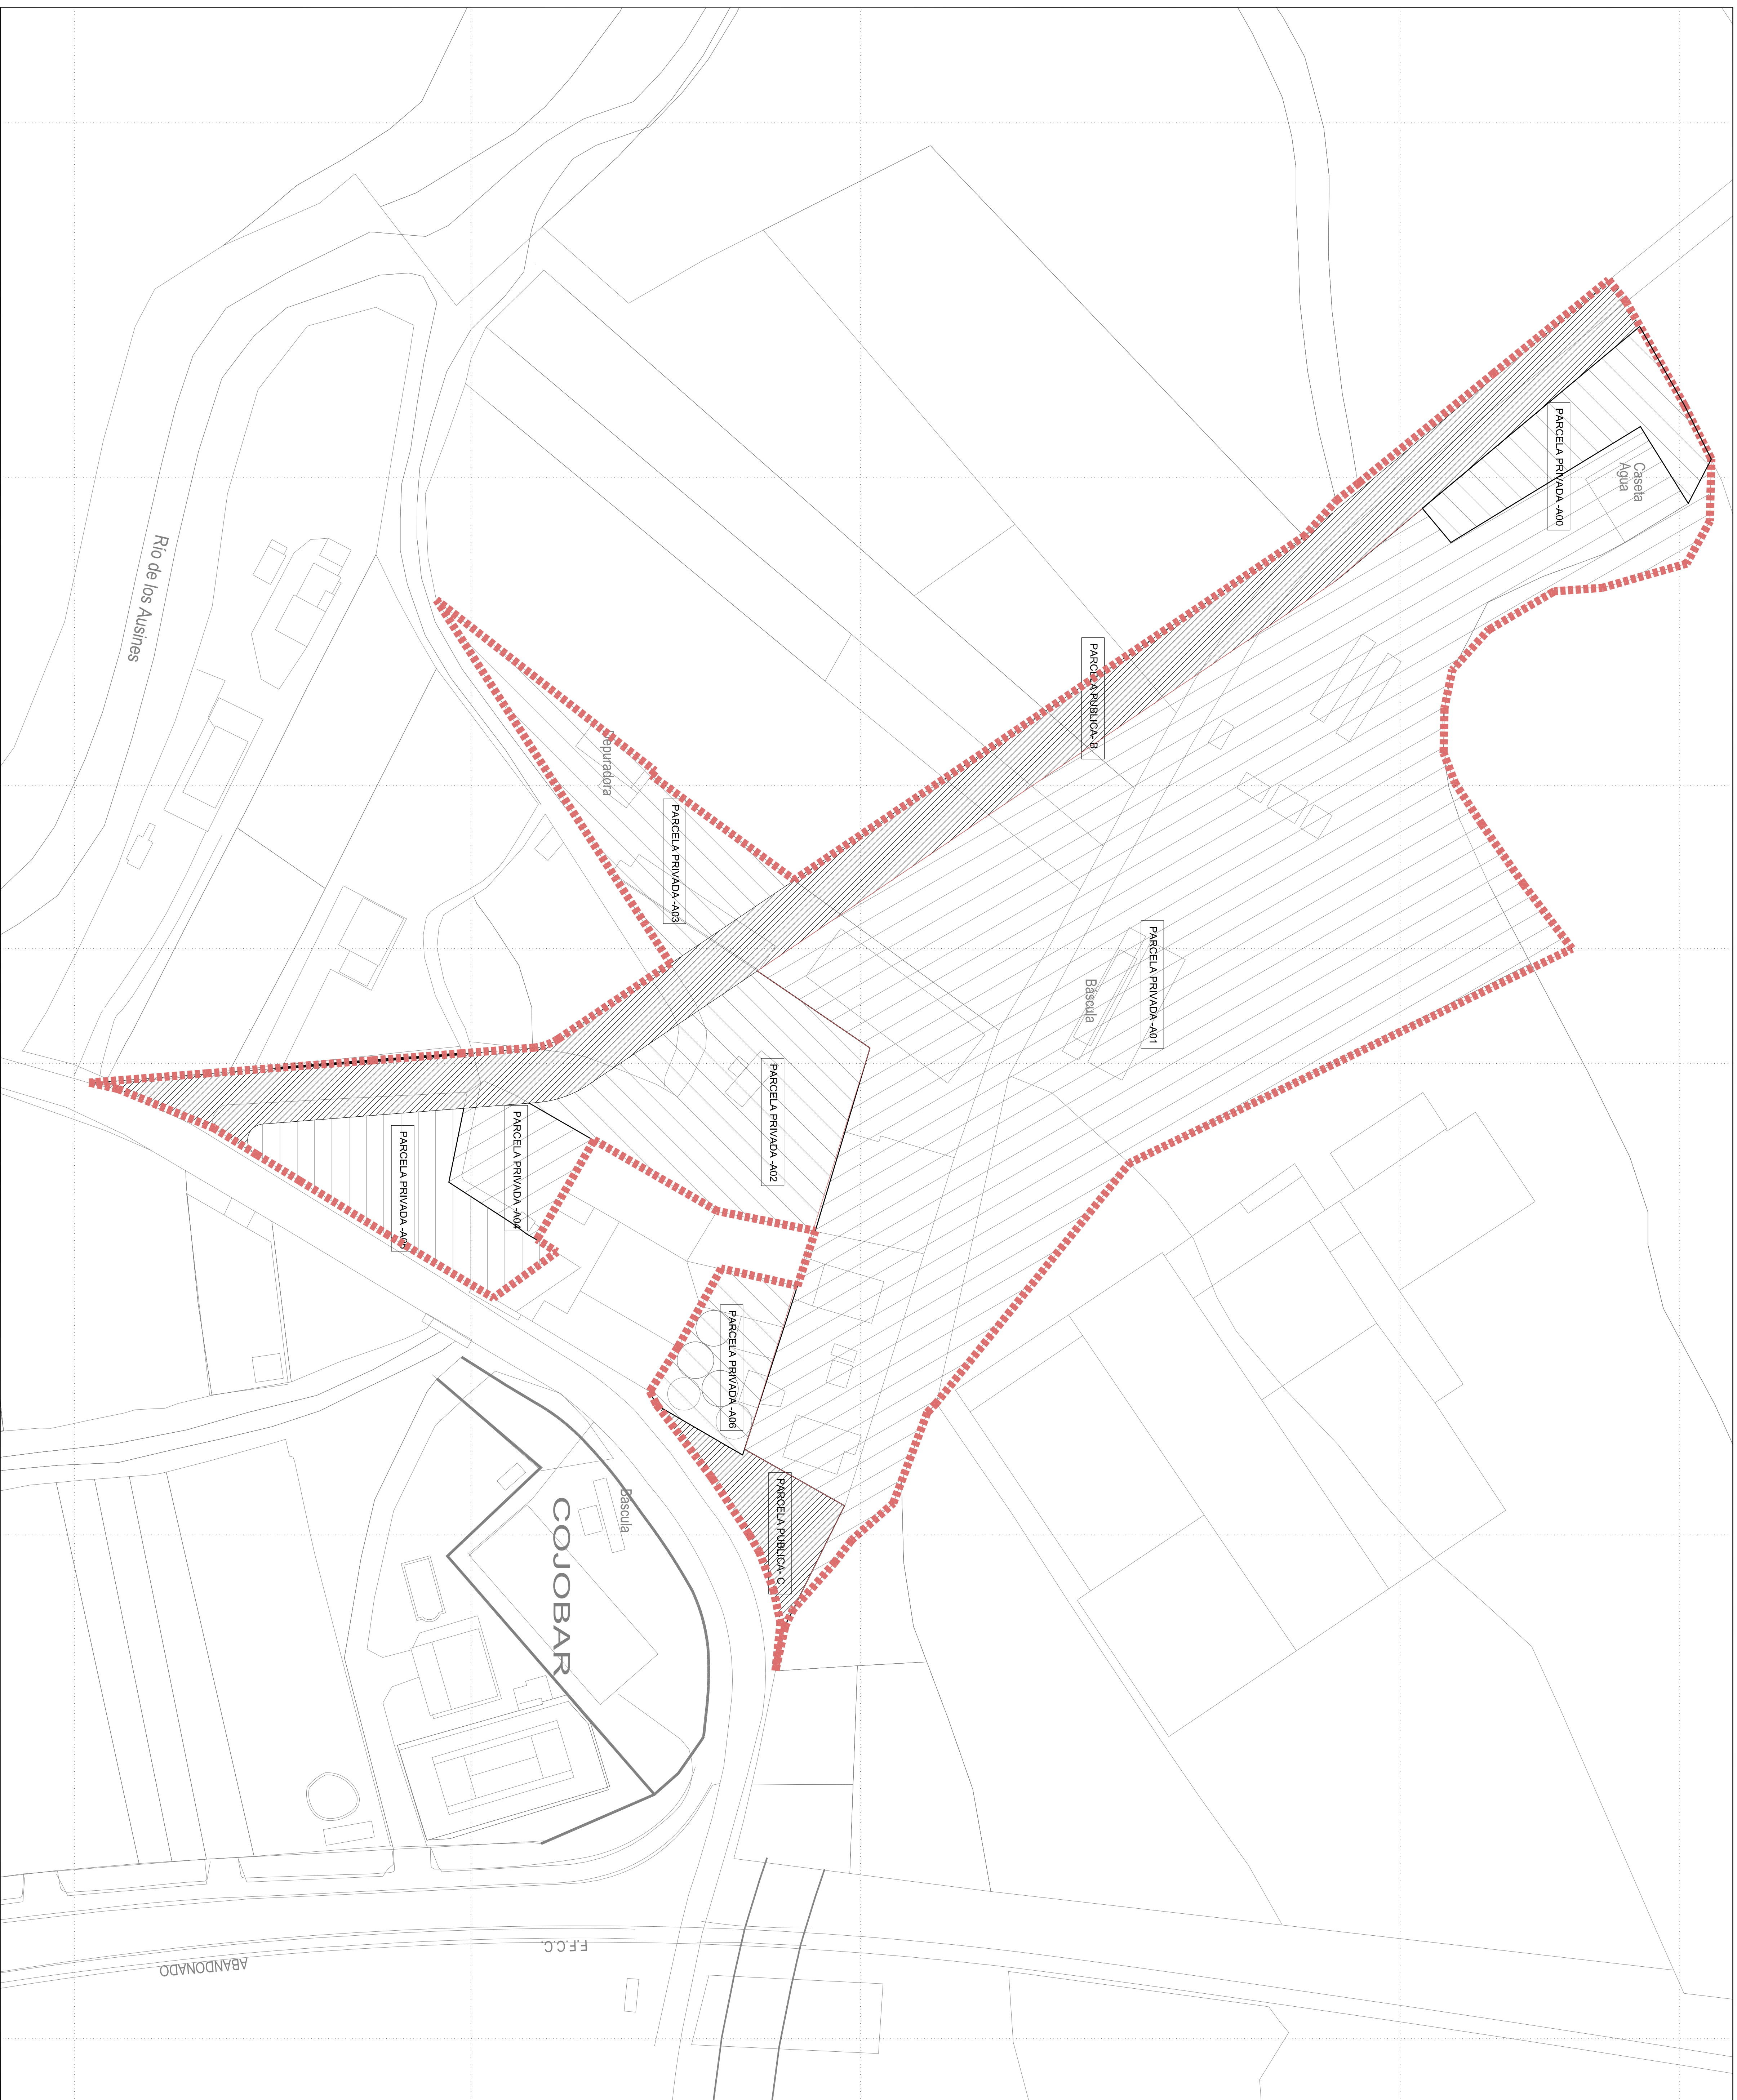 PARCELA PRIVADA -A00
Caseta
Agua
Río de los Ausines
PARCELA PUBLICA- B
Depuradora
PARCELA PRIVADA -A03
PARCELA PRIVADA -A01
Báscula
PARCELA PRIVADA -A02
PARCELA PRIVADA -A04
PARCELA PRIVADA -A05
PARCELA PRIVADA -A06
PARCELA PUBLICA- C
Báscula
COJOBAR
F.F.C.C.
ABANDONADO